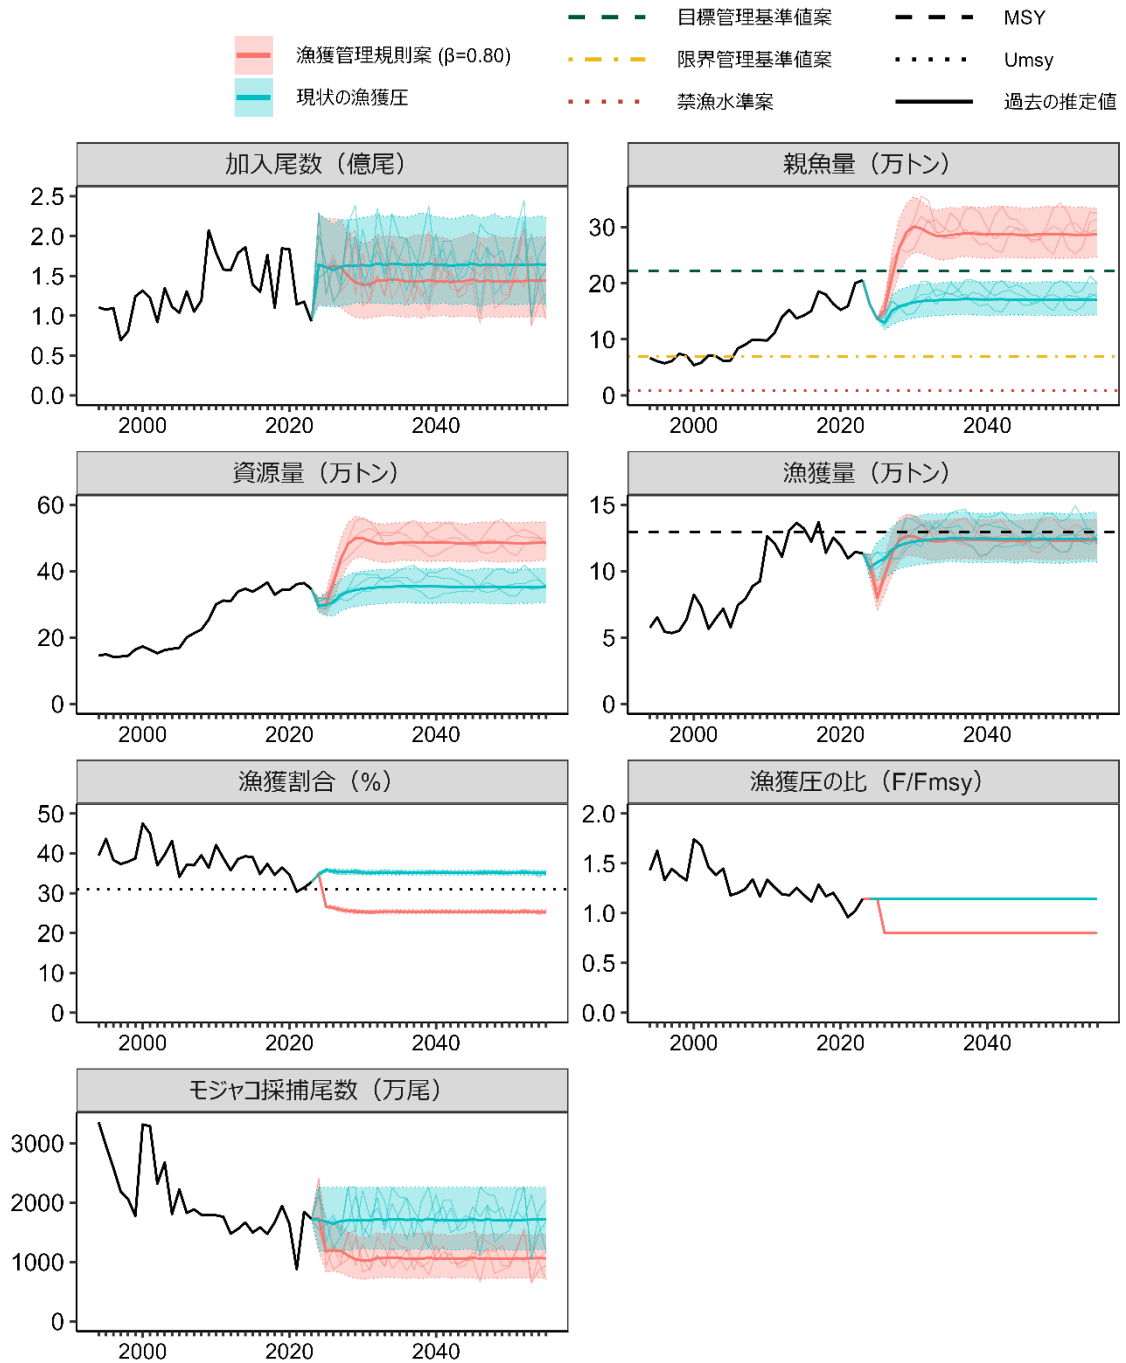 漁獲管理規則案 (β=0.80)
現状の漁獲圧
目標管理基準値案
限界管理基準値案
禁漁水準案
MSY
Umsy
過去の推定値
加入尾数（億尾）
2.5
2.0
1.5
1.0
0.5
0.0
2000 2020 2040
親魚量（万トン）
30
20
10
0
2000 2020 2040
資源量（万トン）
60
40
20
0
2000 2020 2040
漁獲量（万トン）
15
10
5
0
2000 2020 2040
漁獲割合（%）
50
40
30
20
10
0
2000 2020 2040
漁獲圧の比（F/Fmsy）
2.0
1.5
1.0
0.5
0.0
2000 2020 2040
モジャコ採捕尾数（万尾）
3000
2000
1000
0
2000 2020 2040